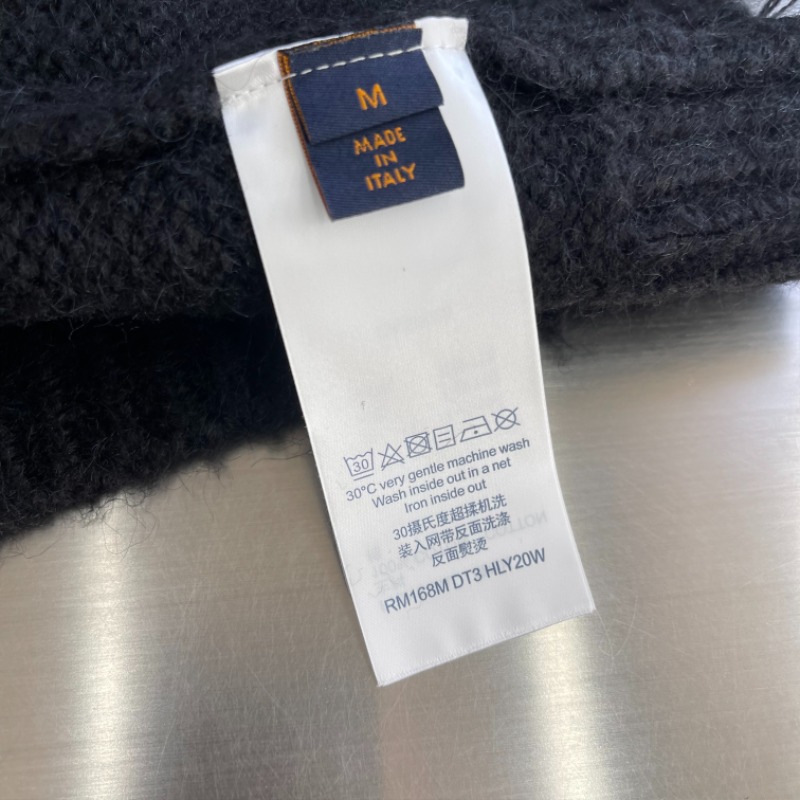 M
MADE
IN
ITALY
30
30°C very gentle machine wash
Wash inside out in a net
Iron inside out
30摄氏度超揉机洗
装入网带反面洗涤
反面熨烫
RM168M DT3 HLY20W